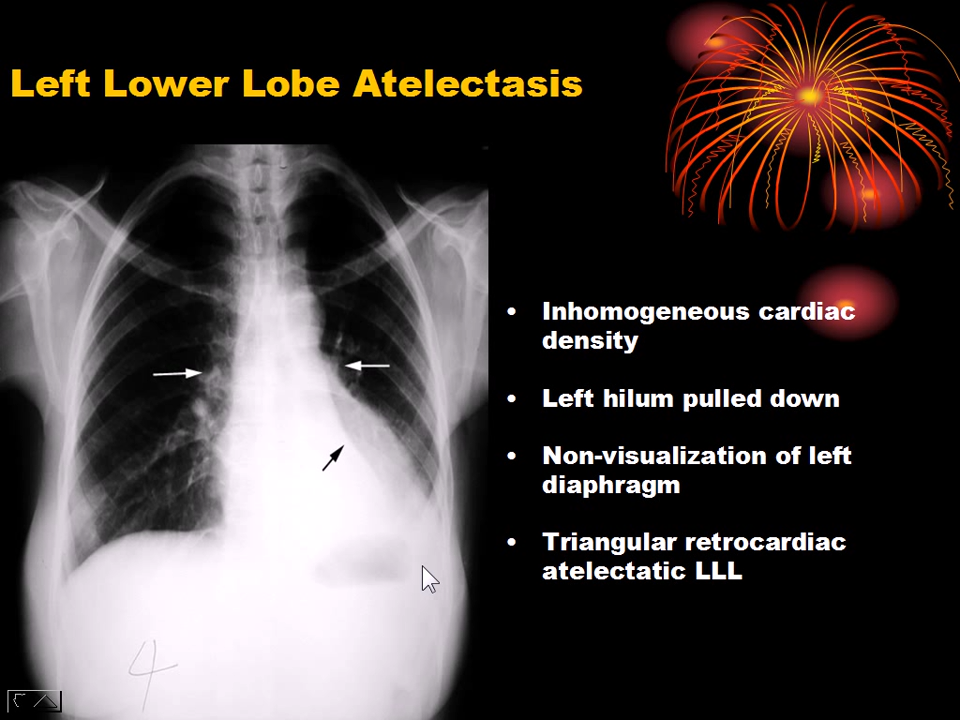 Left Lower Lobe Atelectasis
• Inhomogeneous cardiac
density
• Left hilum pulled down
• Non-visualization of left
diaphragm
• Triangular retrocardiac
atelectatic LLL
4